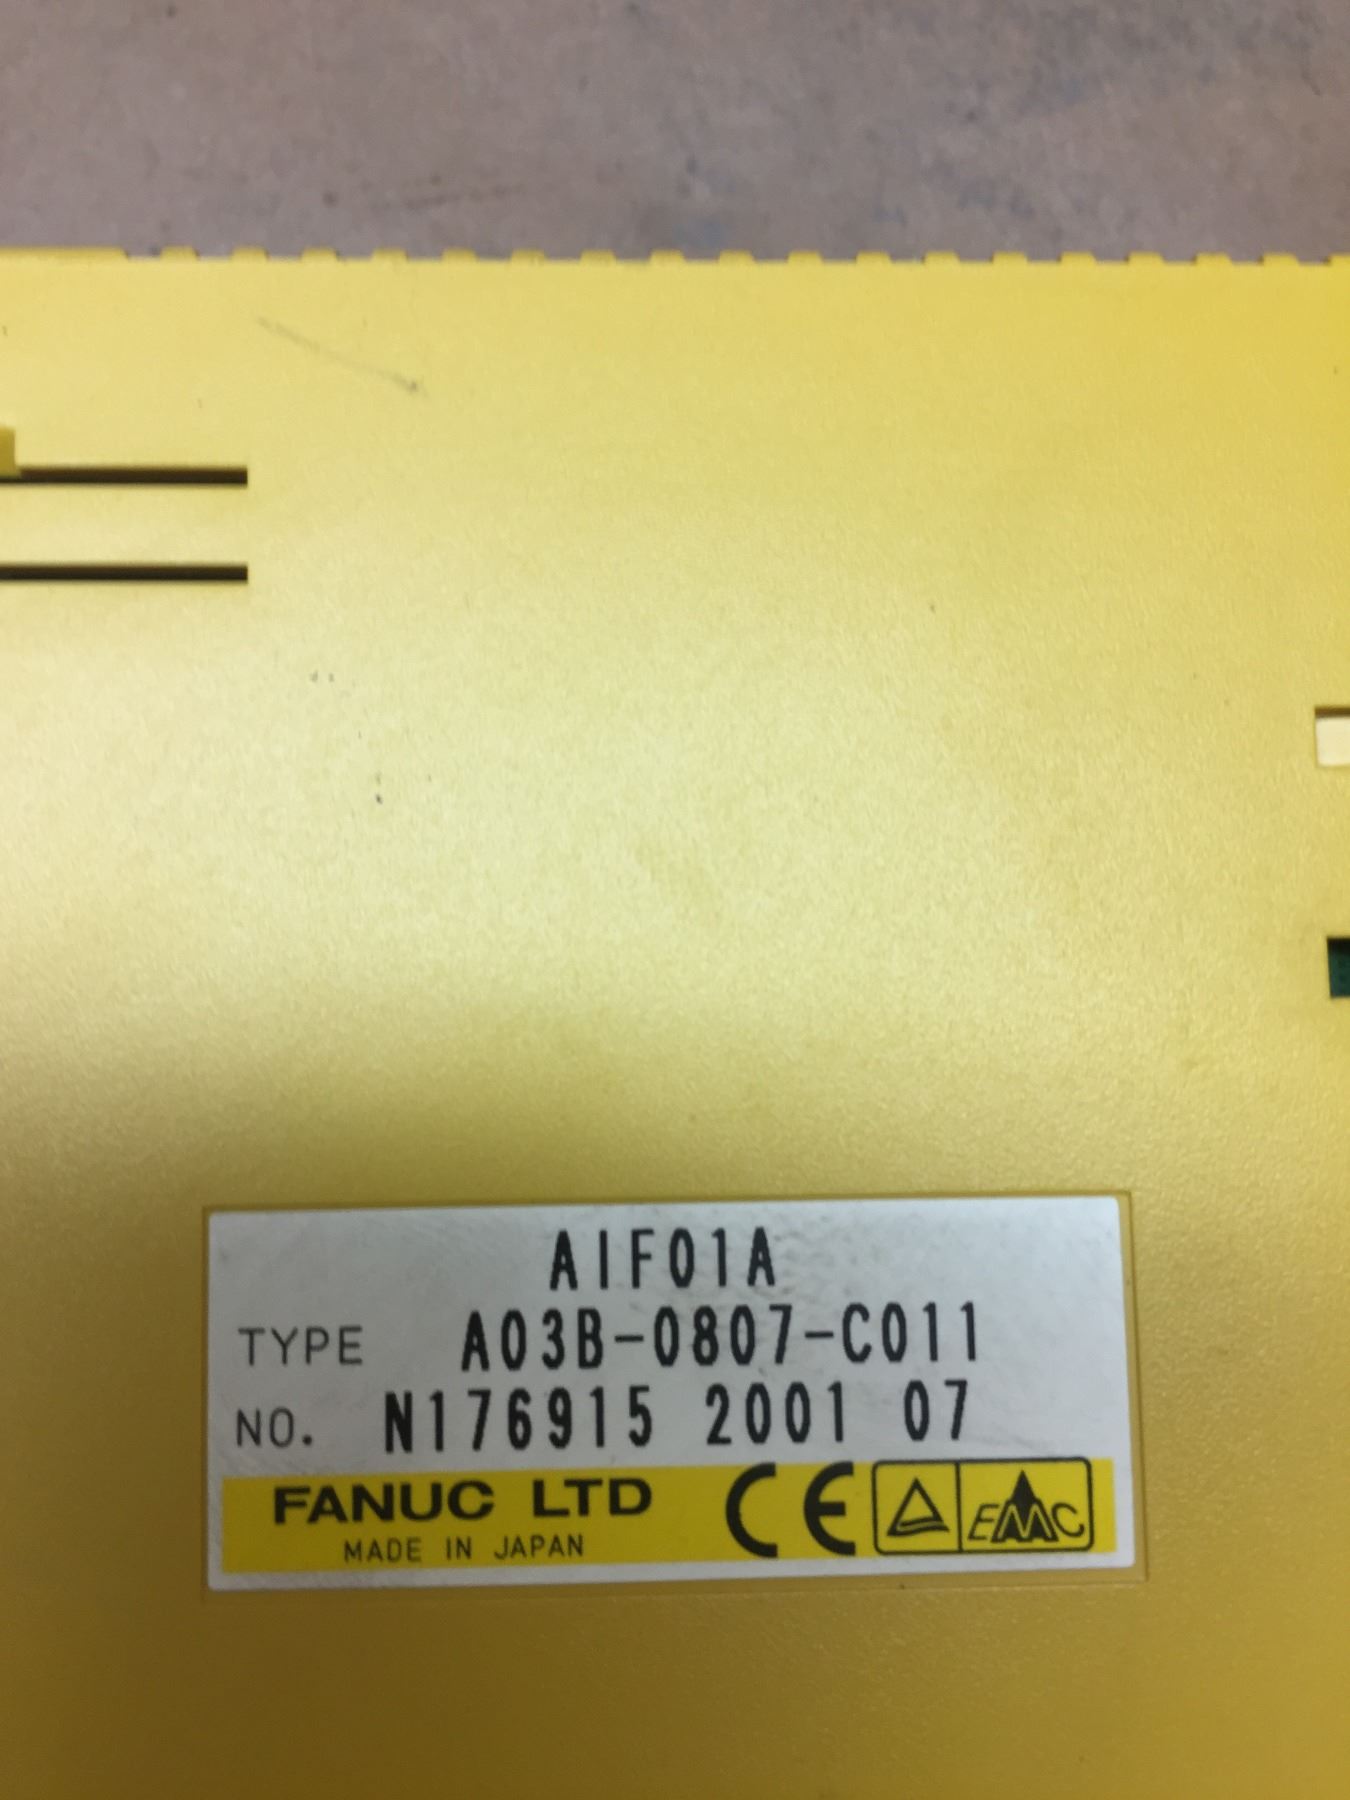 AIF01A
TYPE A03B-0807-C011
NO. N176915 2001 07
FANUC LTD CE EMC
MADE IN JAPAN